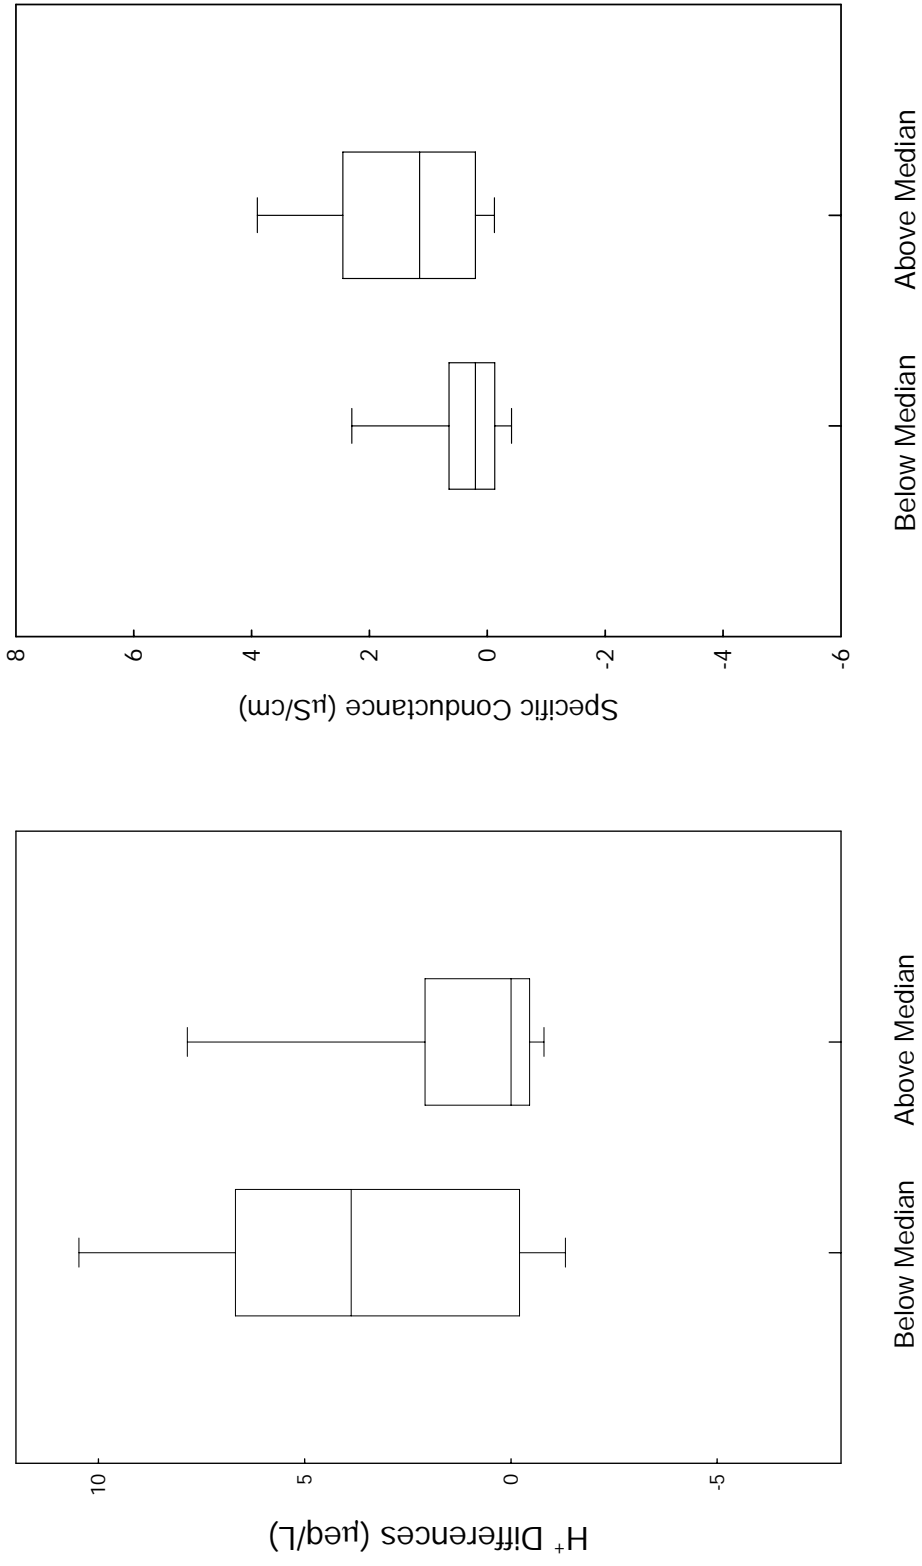 H⁺ Differences (µeq/L)
10
5
0
-5
Below Median
Above Median
Specific Conductance (µS/cm)
8
6
4
2
0
-2
-4
-6
Below Median
Above Median